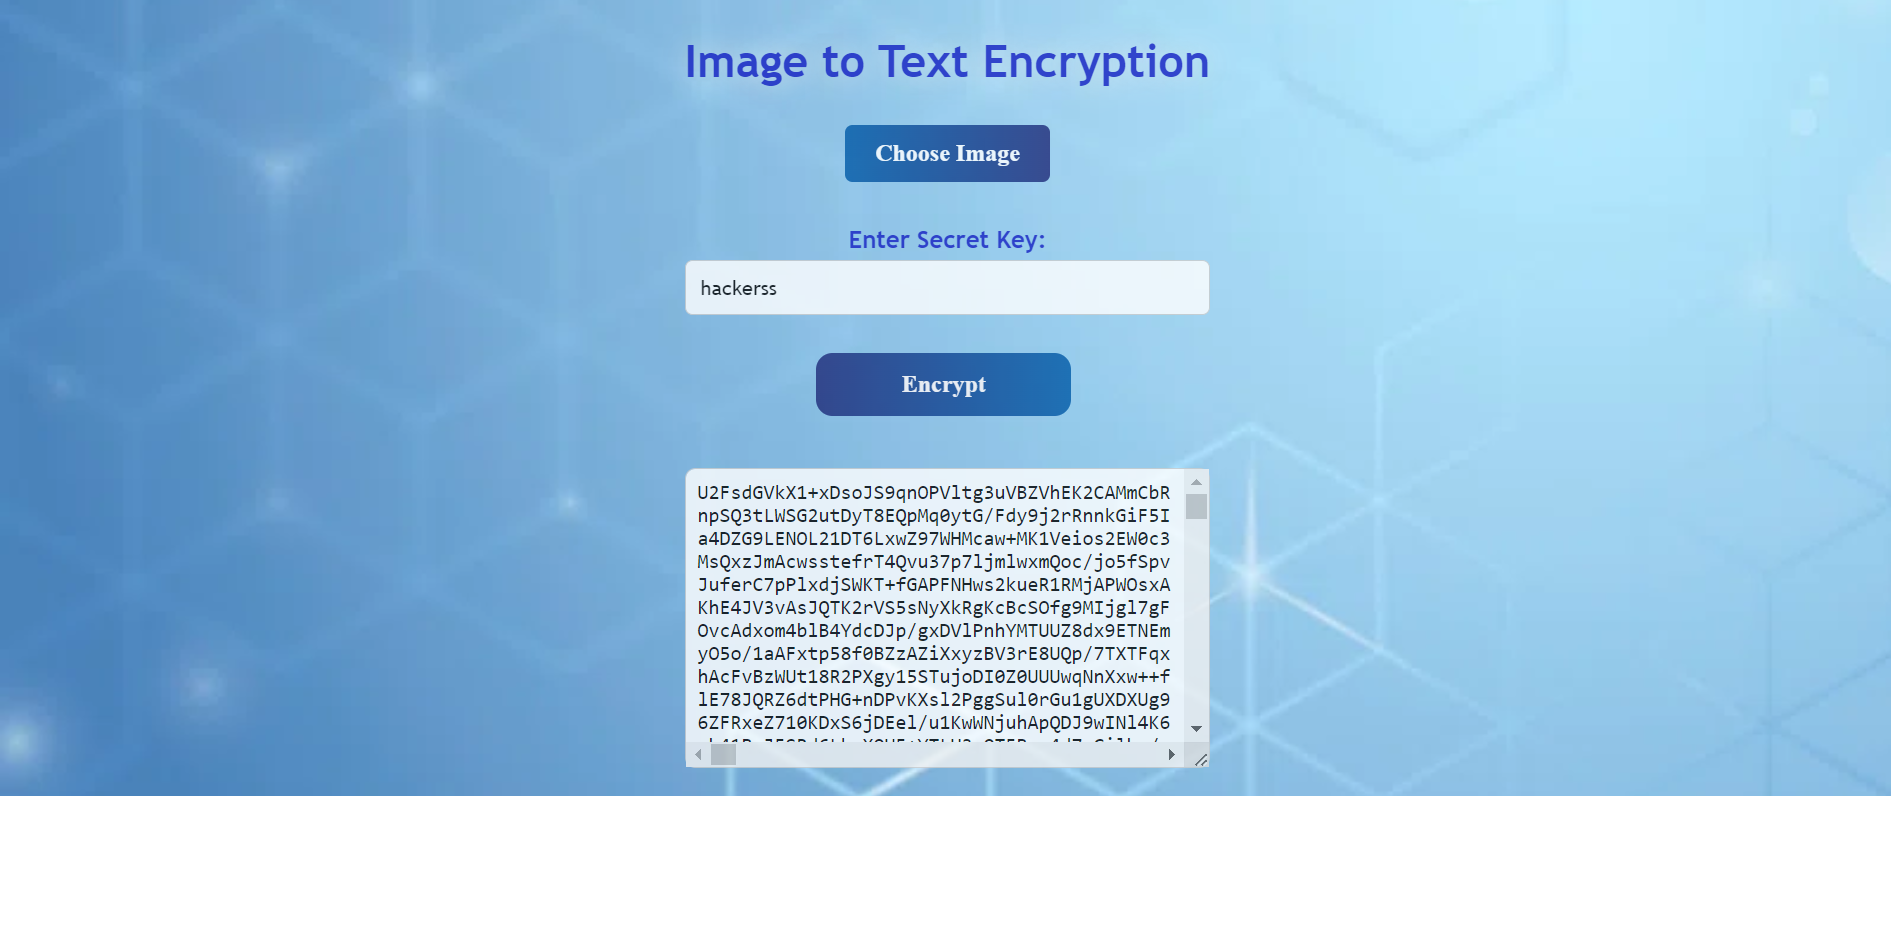 Image to Text Encryption
Choose Image
Enter Secret Key:
hackerss
Encrypt
U2FsdGVkX1+xDsoJS9qnOPVltg3uVBZVhEK2CAMmCbR
npSQ3tLWSG2utDyT8EQpMq0ytG/Fdy9j2rRnnkGiF5I
a4DZG9LENOL21DT6LxwZ97WHMcaw+MK1Veios2EW0c3
MsQxzJmAcwsstefrT4Qvu37p7ljmlwxmQoc/jo5fSpv
JuferC7pPlxdjSWKT+fGAPFNHws2kueR1RMjAPWOsxA
KhE4JV3vAsJQTK2rVS5sNyXkRgKcBcSOfg9MIjgl7gF
OvcAdxom4blB4YdcDJp/gxDVlPnhYMTUUZ8dx9ETNEm
yO5o/1aAFxtp58f0BZzAZiXxyzBV3rE8UQp/7TXTFqx
hAcFvBzWUt18R2PXgy15STujoDI0Z0UUUwqNnXxw++f
lE78JQRZ6dtPHG+nDPvKXsl2PggSul0rGu1gUXDXUg9
6ZFRxeZ710KDxS6jDEel/u1KwWNjuhApQDJ9wINl4K6